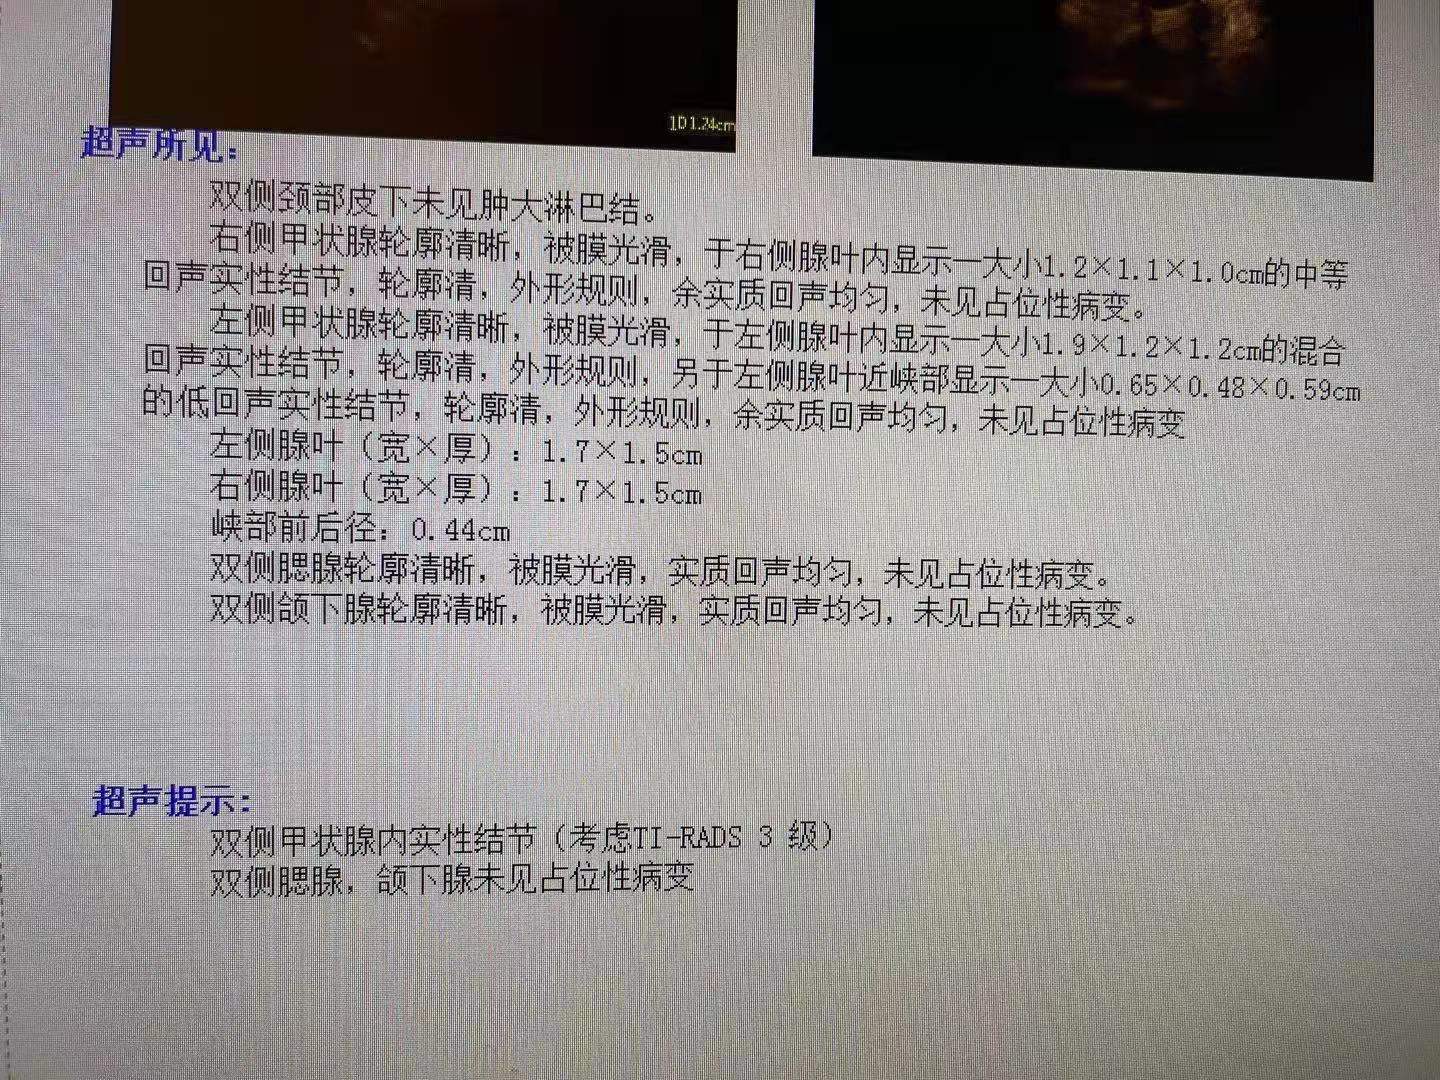 1D 1.24cm
超声所见：
双侧颈部皮下未见肿大淋巴结。
右侧甲状腺轮廓清晰，被膜光滑，于右侧腺叶内显示一大小1.2×1.1×1.0cm的中等
回声实性结节，轮廓清，外形规则，余实质回声均匀，未见占位性病变。
左侧甲状腺轮廓清晰，被膜光滑，于左侧腺叶内显示一大小1.9×1.2×1.2cm的混合
回声实性结节，轮廓清，外形规则，另于左侧腺叶近峡部显示一大小0.65×0.48×0.59cm
的低回声实性结节，轮廓清，外形规则，余实质回声均匀，未见占位性病变
左侧腺叶（宽×厚）：1.7×1.5cm
右侧腺叶（宽×厚）：1.7×1.5cm
峡部前后径：0.44cm
双侧腮腺轮廓清晰，被膜光滑，实质回声均匀，未见占位性病变。
双侧颌下腺轮廓清晰，被膜光滑，实质回声均匀，未见占位性病变。
超声提示：
双侧甲状腺内实性结节（考虑TI-RADS 3 级）
双侧腮腺，颌下腺未见占位性病变